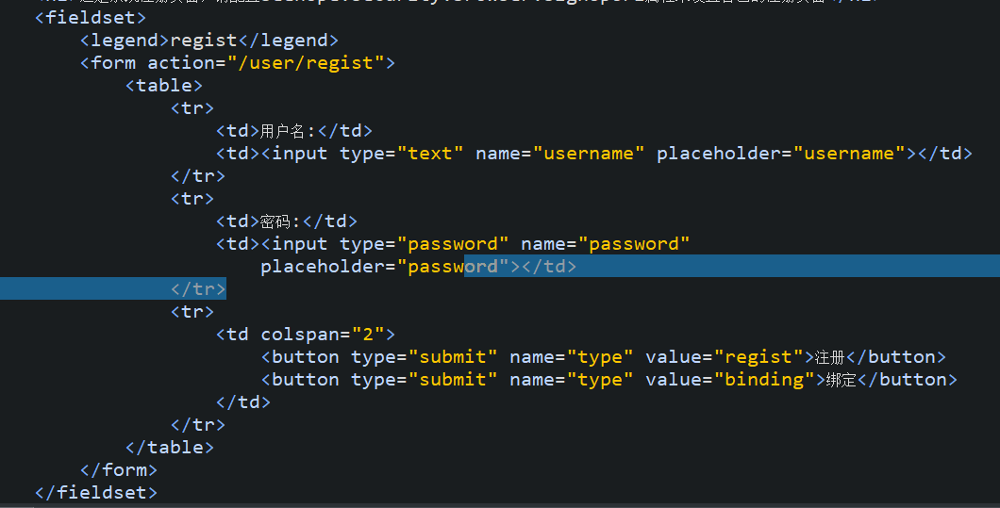 <fieldset>
<legend>regist</legend>
<form action="/user/regist">
<table>
<tr>
<td>用户名:</td>
<td><input type="text" name="username" placeholder="username"></td>
</tr>
<tr>
<td>密码:</td>
<td><input type="password" name="password"
placeholder="password"></td>
</tr>
<tr>
<td colspan="2">
<button type="submit" name="type" value="regist">注册</button>
<button type="submit" name="type" value="binding">绑定</button>
</td>
</tr>
</table>
</form>
</fieldset>